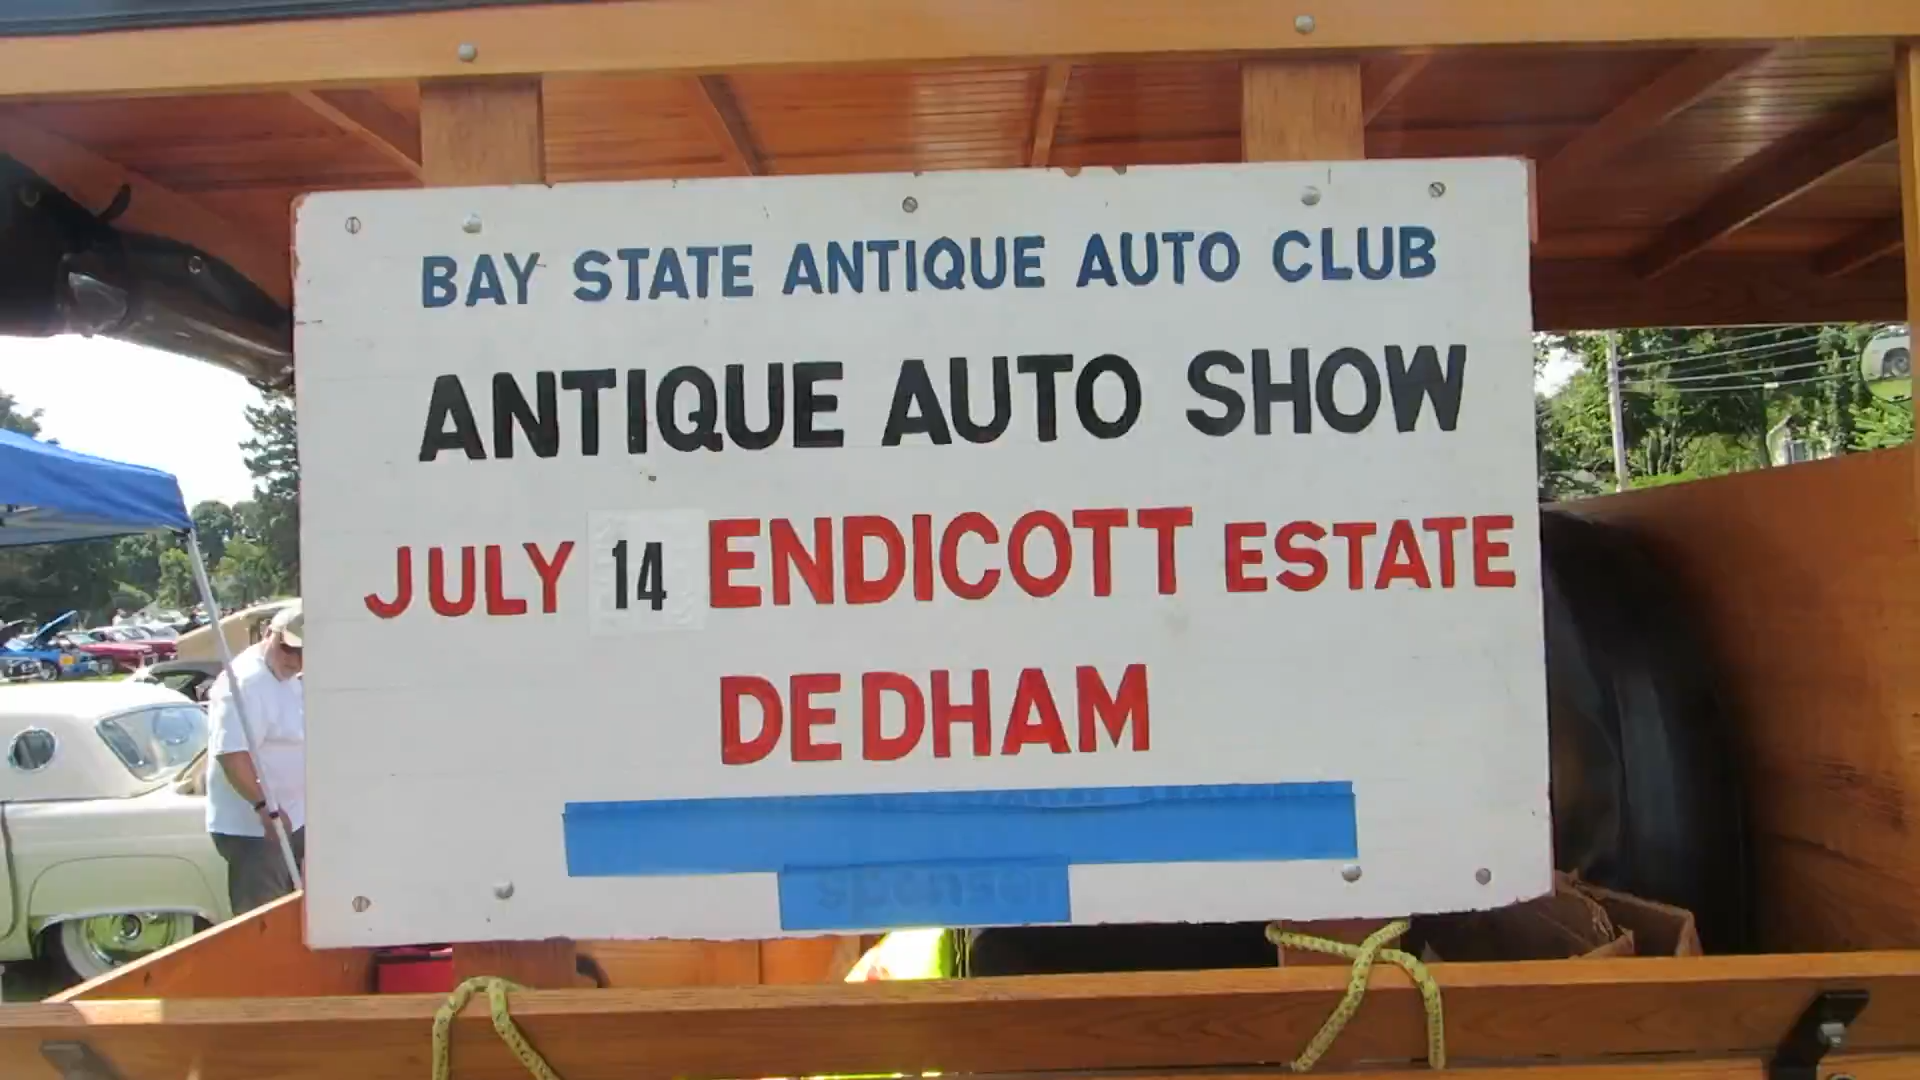 BAY STATE ANTIQUE AUTO CLUB
ANTIQUE AUTO SHOW
JULY 14 ENDICOTT ESTATE
DEDHAM